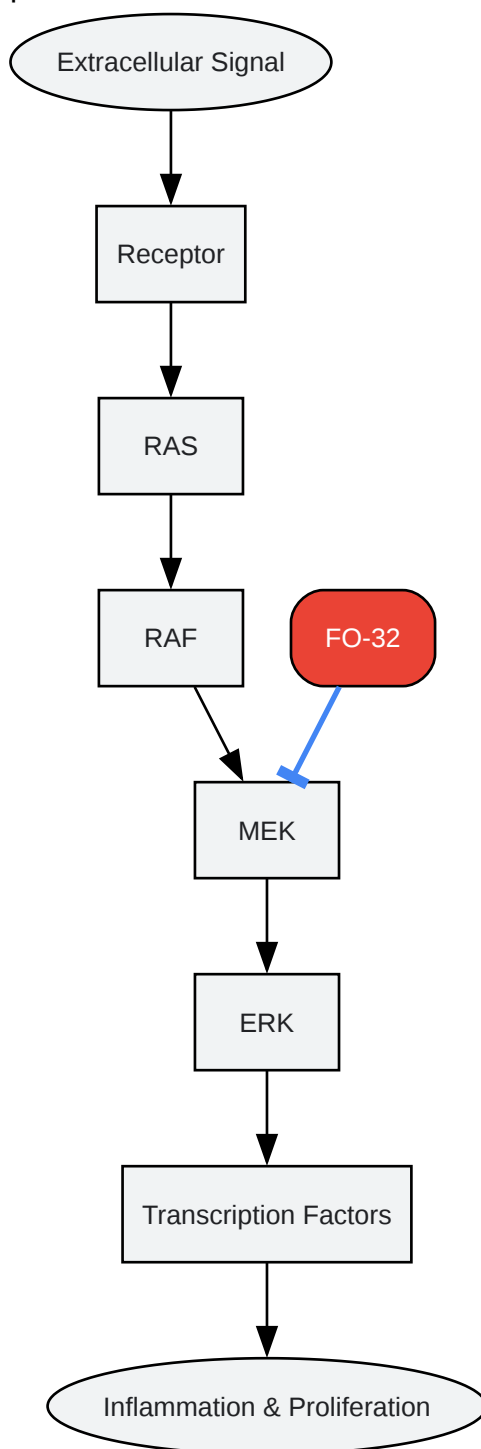 Extracellular Signal
Receptor
RAS
RAF
FO-32
MEK
ERK
Transcription Factors
Inflammation & Proliferation